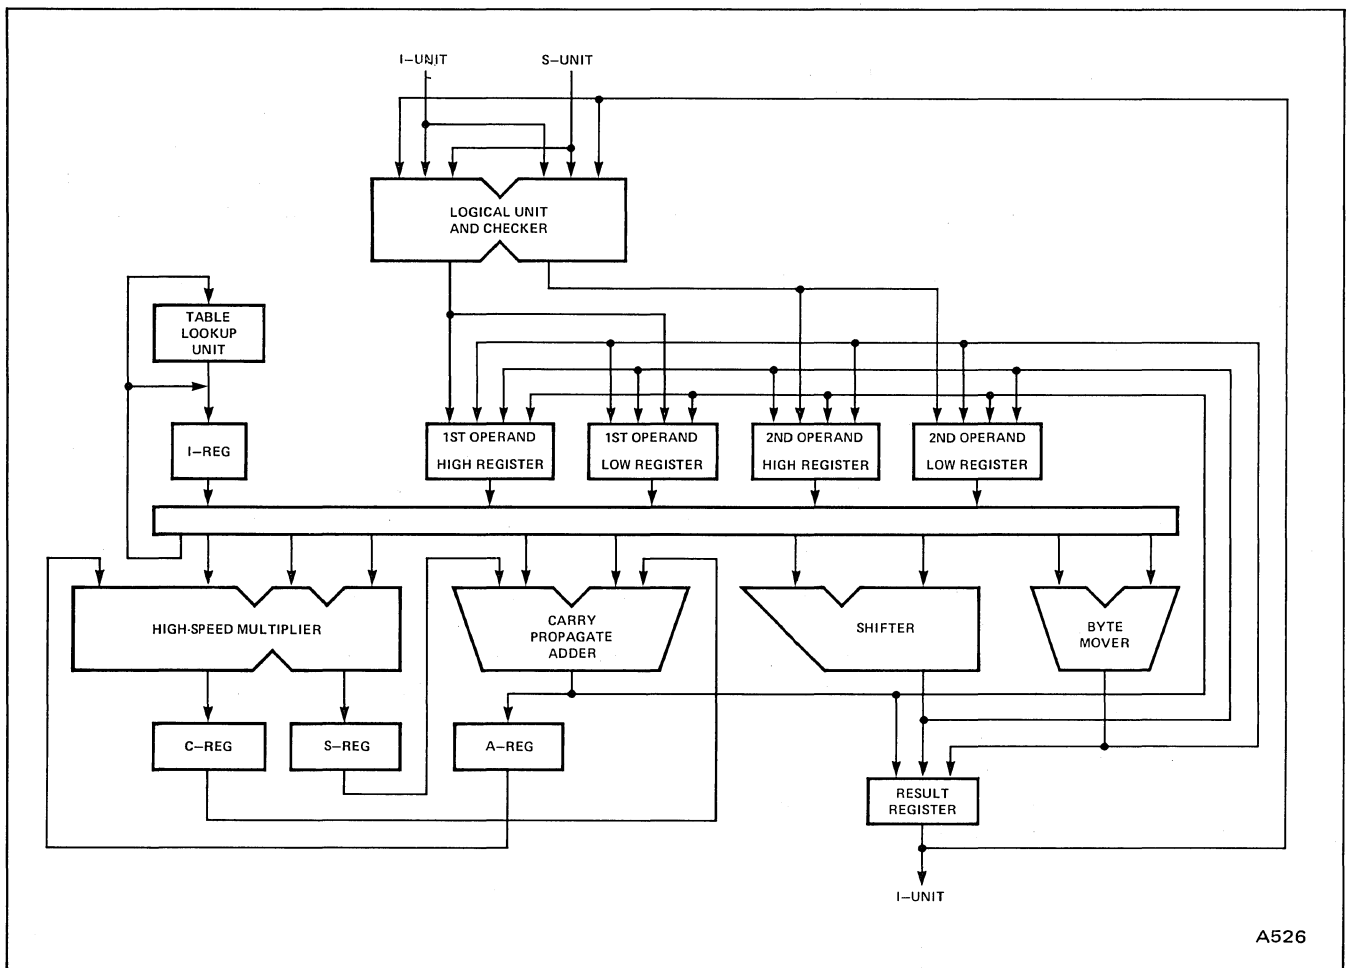 I–UNIT
S–UNIT
LOGICAL UNIT
AND CHECKER
TABLE
LOOKUP
UNIT
I–REG
1ST OPERAND
HIGH REGISTER
1ST OPERAND
LOW REGISTER
2ND OPERAND
HIGH REGISTER
2ND OPERAND
LOW REGISTER
HIGH-SPEED MULTIPLIER
CARRY
PROPAGATE
ADDER
SHIFTER
BYTE
MOVER
C–REG
S–REG
A–REG
RESULT
REGISTER
I–UNIT
A526